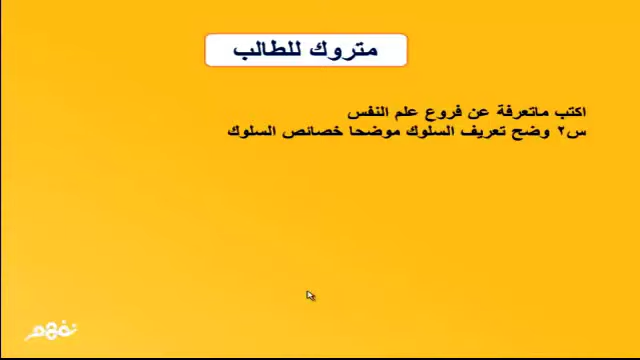 متروك للطالب
اكتب ماتعرفة عن فروع علم النفس
س٢ وضح تعريف السلوك موضحا خصائص السلوك
نفهم